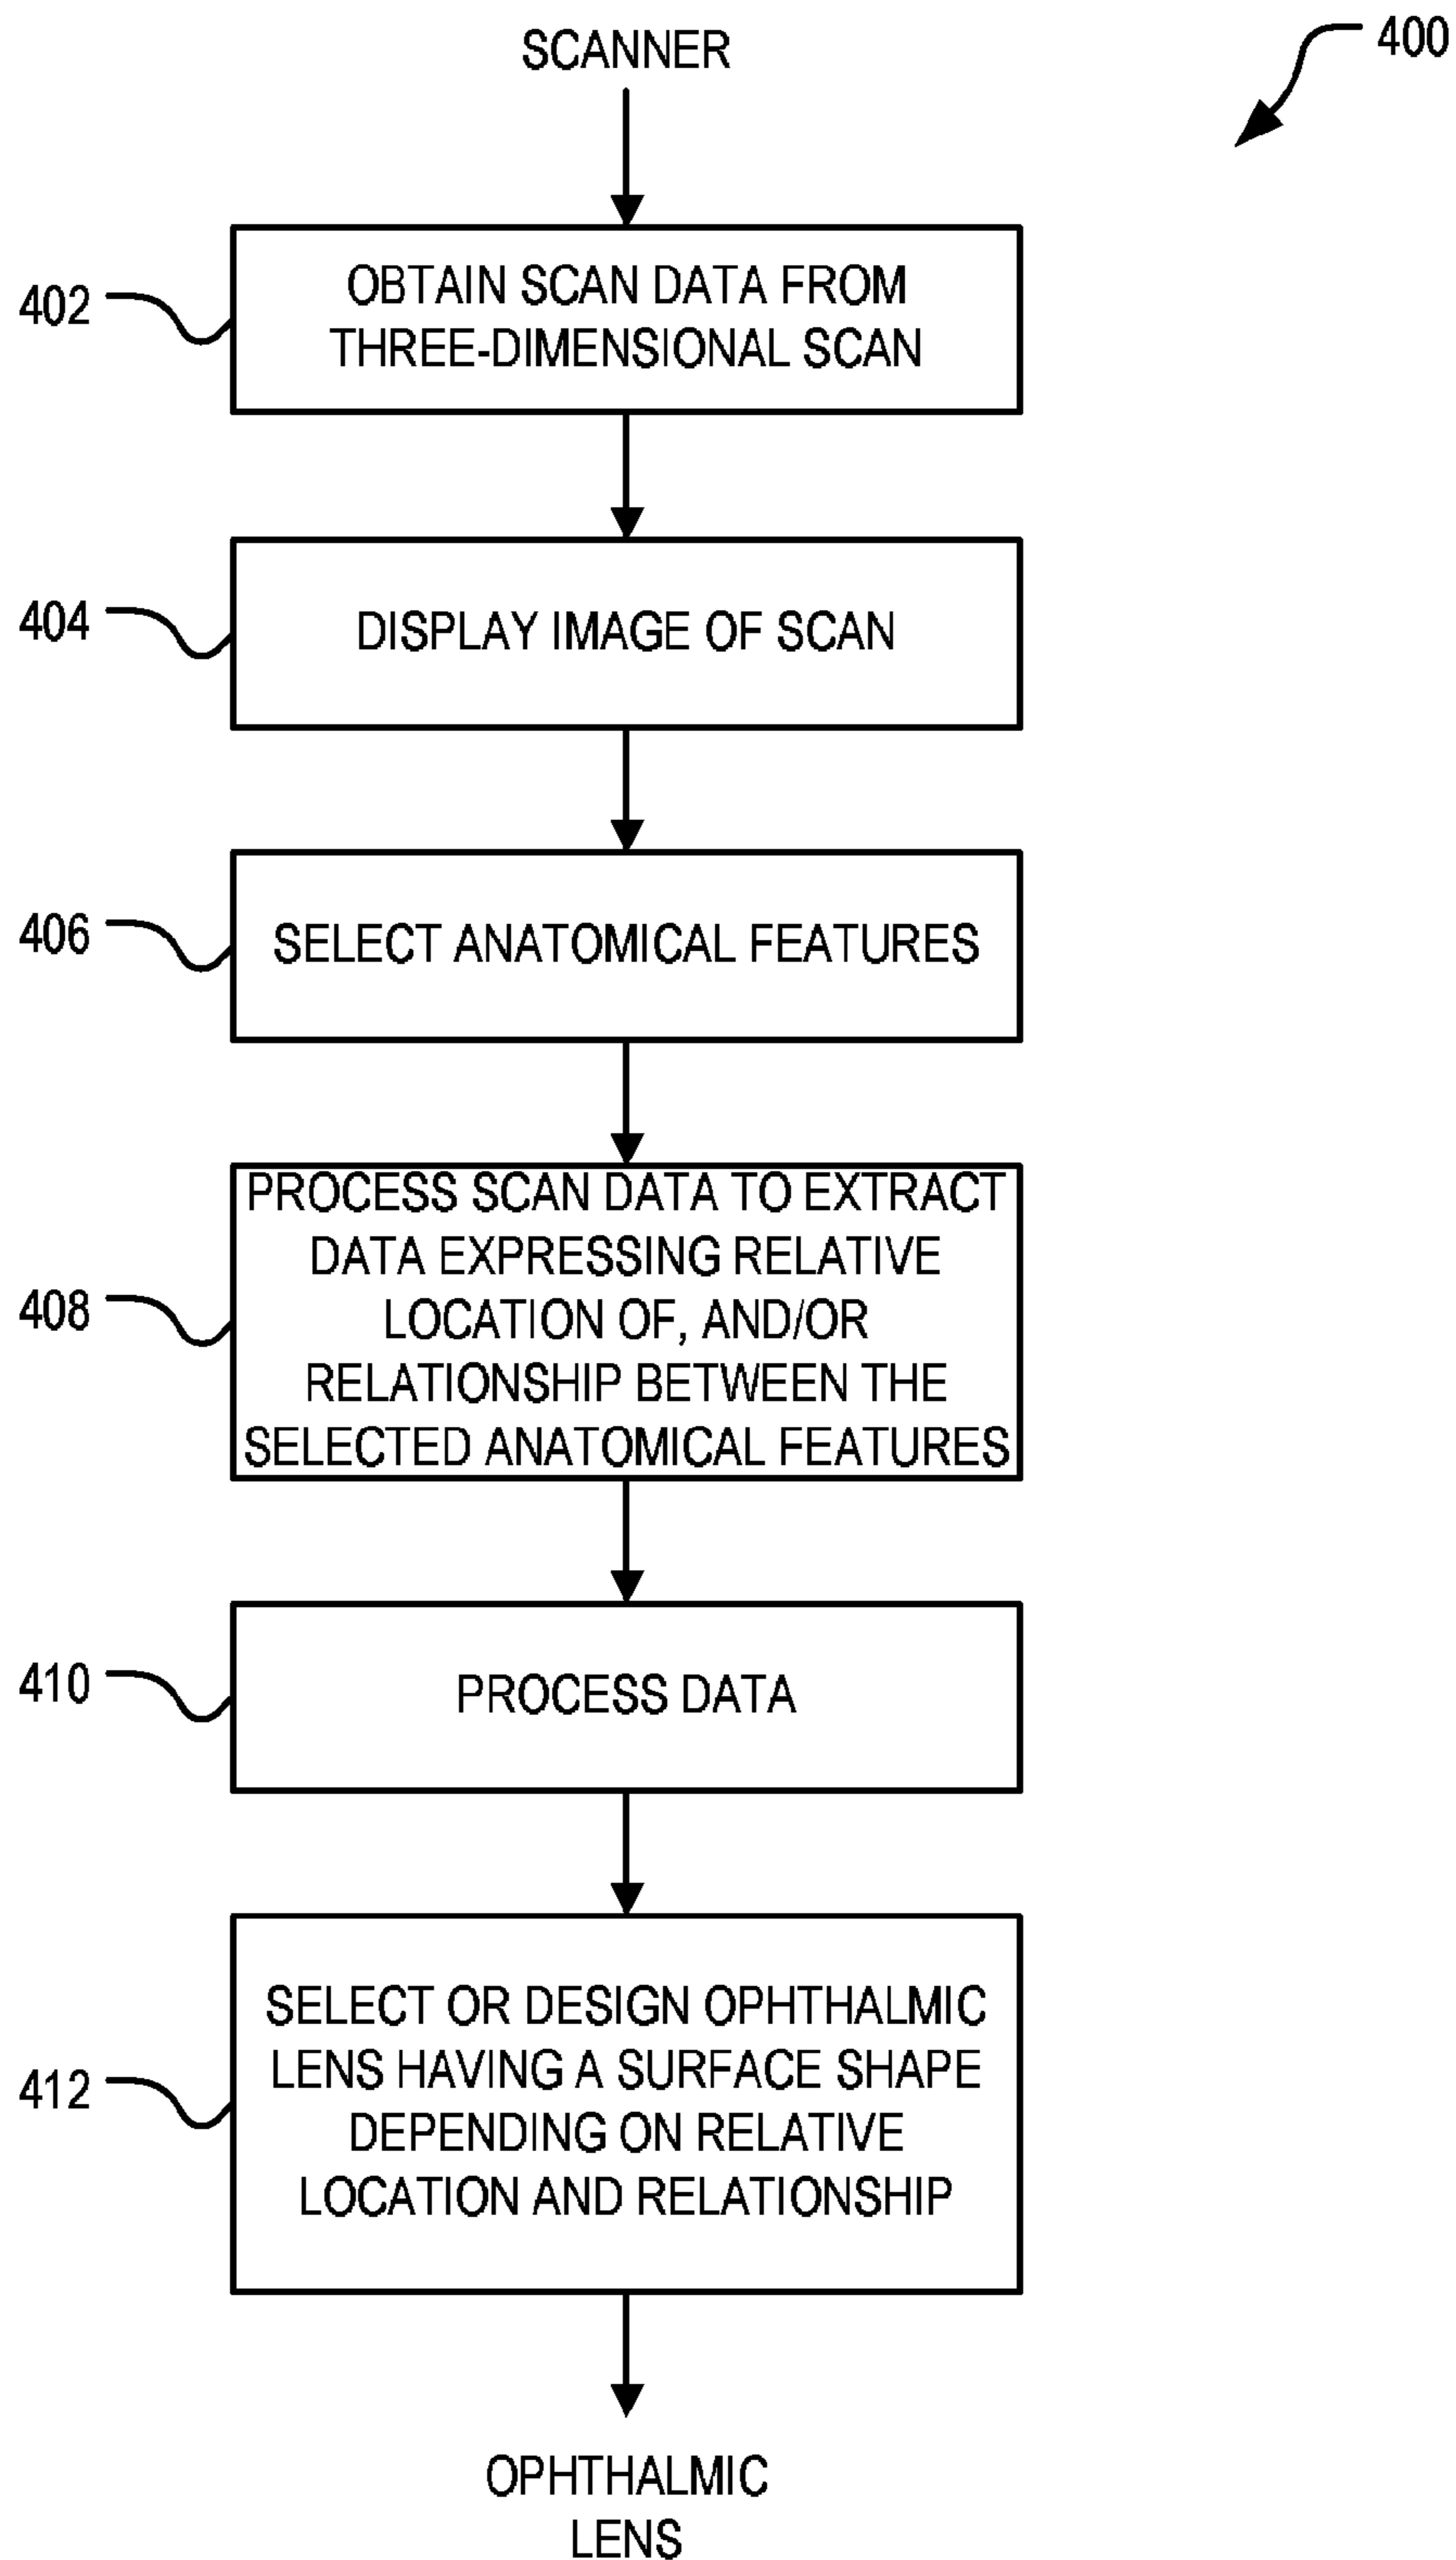 SCANNER
400
402
OBTAIN SCAN DATA FROM
THREE-DIMENSIONAL SCAN
404
DISPLAY IMAGE OF SCAN
406
SELECT ANATOMICAL FEATURES
408
PROCESS SCAN DATA TO EXTRACT
DATA EXPRESSING RELATIVE
LOCATION OF, AND/OR
RELATIONSHIP BETWEEN THE
SELECTED ANATOMICAL FEATURES
410
PROCESS DATA
412
SELECT OR DESIGN OPHTHALMIC
LENS HAVING A SURFACE SHAPE
DEPENDING ON RELATIVE
LOCATION AND RELATIONSHIP
OPHTHALMIC
LENS